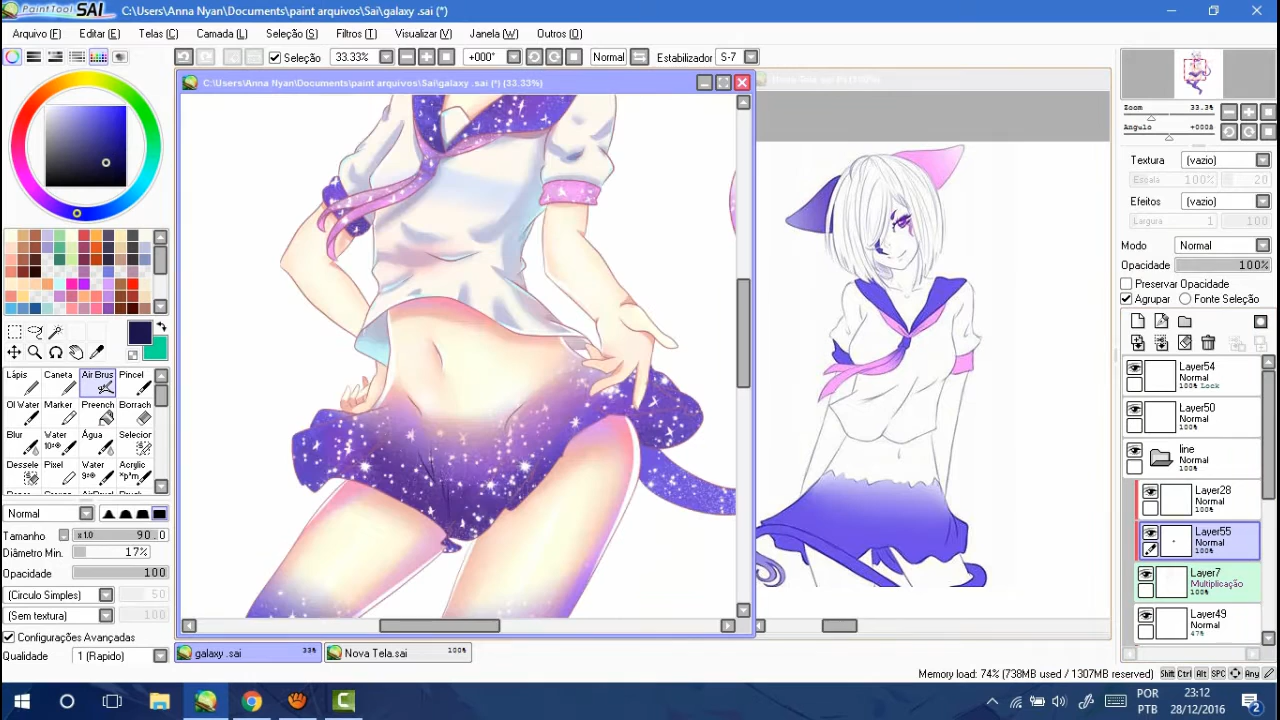 PaintTool SAI C:\Users\Anna Nyan\Documents\paint arquivos\Sai\galaxy .sai (*)
Arquivo (F) Editar (E) Telas (C) Camada (L) Seleção (S) Filtros (T) Visualizar (V) Janela (W) Outros (O)
Seleção 33.33% +000° Normal Estabilizador S-7
C:\Users\Anna Nyan\Documents\paint arquivos\Sai\galaxy .sai (*) (33.33%)
Zoom 33.3%
Angulo +000°
Textura (vazio)
Escala 100% 20
Efeitos (vazio)
Largura 1 100
Modo Normal
Opacidade 100%
Preservar Opacidade
Agrupar Fonte Seleção
Lápis Caneta Air Brus Pincel
Ol Water Marker Preench Borrach
Blur Water Água Selecior
Dessele Pixel Water Acrylic
Layer54
Normal
100% Lock
Layer50
Normal
100%
line
Normal
100%
Layer28
Normal
100%
Layer55
Normal
100%
Layer7
Multiplicação
100%
Layer49
Normal
47%
Normal
Tamanho x 1.0 90.0
Diâmetro Min. 17%
Opacidade 100
(Circulo Simples) 50
(Sem textura) 100
Configurações Avançadas
Qualidade 1 (Rapido)
galaxy .sai 33% Nova Tela.sai 100%
Memory load: 74% (738MB used / 1307MB reserved) Shift Ctrl Alt SPC Any
POR 23:12
PTB 28/12/2016 2